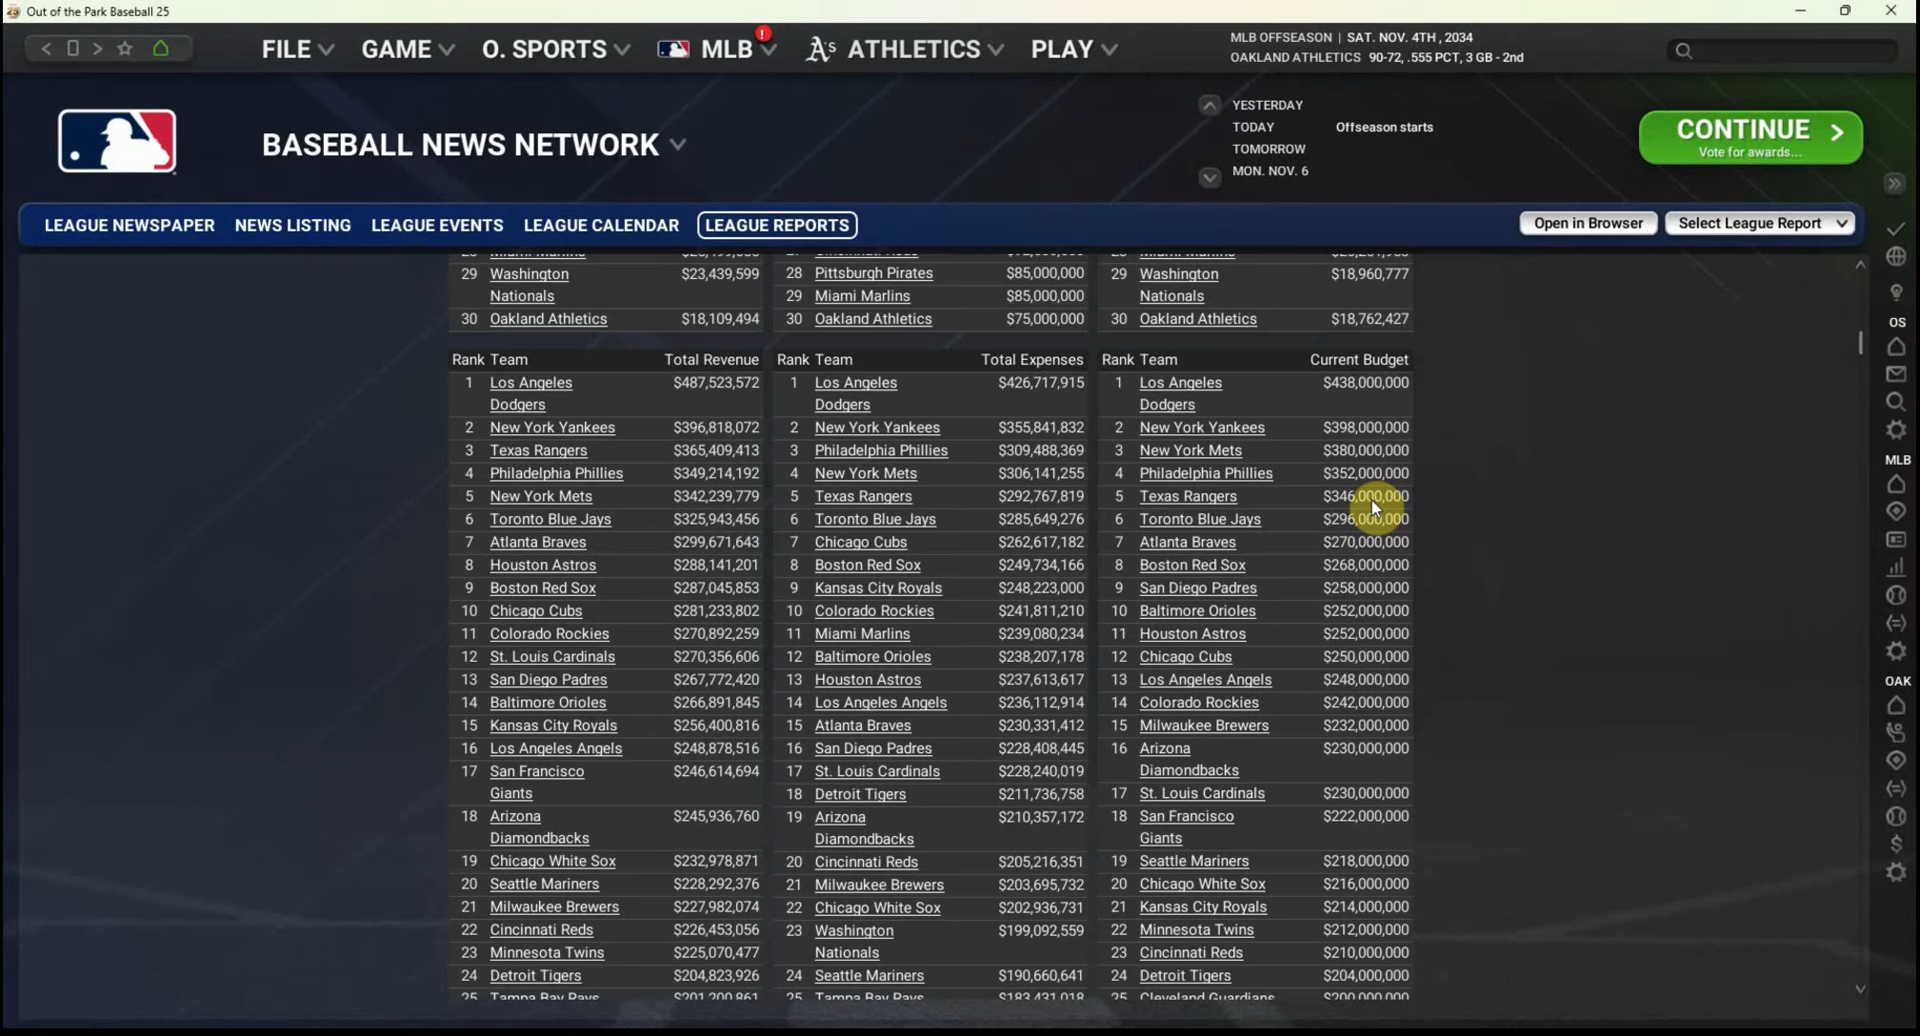 Out of the Park Baseball 25
FILE GAME O. SPORTS MLB ! A's ATHLETICS PLAY
MLB OFFSEASON | SAT. NOV. 4TH , 2034
OAKLAND ATHLETICS 90-72, .555 PCT, 3 GB - 2nd
BASEBALL NEWS NETWORK
YESTERDAY
TODAY Offseason starts
TOMORROW
MON. NOV. 6
CONTINUE
Vote for awards...
LEAGUE NEWSPAPER NEWS LISTING LEAGUE EVENTS LEAGUE CALENDAR LEAGUE REPORTS Open in Browser Select League Report
29 Washington $23,439,599
Nationals
30 Oakland Athletics $18,109,494
28 Pittsburgh Pirates $85,000,000
29 Miami Marlins $85,000,000
30 Oakland Athletics $75,000,000
29 Washington $18,960,777
Nationals
30 Oakland Athletics $18,762,427
Rank Team Total Revenue
1 Los Angeles $487,523,572
Dodgers
2 New York Yankees $396,818,072
3 Texas Rangers $365,409,413
4 Philadelphia Phillies $349,214,192
5 New York Mets $342,239,779
6 Toronto Blue Jays $325,943,456
7 Atlanta Braves $299,671,643
8 Houston Astros $288,141,201
9 Boston Red Sox $287,045,853
10 Chicago Cubs $281,233,802
11 Colorado Rockies $270,892,259
12 St. Louis Cardinals $270,356,606
13 San Diego Padres $267,772,420
14 Baltimore Orioles $266,891,845
15 Kansas City Royals $256,400,816
16 Los Angeles Angels $248,878,516
17 San Francisco $246,614,694
Giants
18 Arizona $245,936,760
Diamondbacks
19 Chicago White Sox $232,978,871
20 Seattle Mariners $228,292,376
21 Milwaukee Brewers $227,982,074
22 Cincinnati Reds $226,453,056
23 Minnesota Twins $225,070,477
24 Detroit Tigers $204,823,926
25 Tampa Bay Rays $201,200,861
Rank Team Total Expenses
1 Los Angeles $426,717,915
Dodgers
2 New York Yankees $355,841,832
3 Philadelphia Phillies $309,488,369
4 New York Mets $306,141,255
5 Texas Rangers $292,767,819
6 Toronto Blue Jays $285,649,276
7 Chicago Cubs $262,617,182
8 Boston Red Sox $249,734,166
9 Kansas City Royals $248,223,000
10 Colorado Rockies $241,811,210
11 Miami Marlins $239,080,234
12 Baltimore Orioles $238,207,178
13 Houston Astros $237,613,617
14 Los Angeles Angels $236,112,914
15 Atlanta Braves $230,331,412
16 San Diego Padres $228,408,445
17 St. Louis Cardinals $228,240,019
18 Detroit Tigers $211,736,758
19 Arizona $210,357,172
Diamondbacks
20 Cincinnati Reds $205,216,351
21 Milwaukee Brewers $203,695,732
22 Chicago White Sox $202,936,731
23 Washington $199,092,559
Nationals
24 Seattle Mariners $190,660,641
25 Tampa Bay Rays $183,431,018
Rank Team Current Budget
1 Los Angeles $438,000,000
Dodgers
2 New York Yankees $398,000,000
3 New York Mets $380,000,000
4 Philadelphia Phillies $352,000,000
5 Texas Rangers $346,000,000
6 Toronto Blue Jays $296,000,000
7 Atlanta Braves $270,000,000
8 Boston Red Sox $268,000,000
9 San Diego Padres $258,000,000
10 Baltimore Orioles $252,000,000
11 Houston Astros $252,000,000
12 Chicago Cubs $250,000,000
13 Los Angeles Angels $248,000,000
14 Colorado Rockies $242,000,000
15 Milwaukee Brewers $232,000,000
16 Arizona $230,000,000
Diamondbacks
17 St. Louis Cardinals $230,000,000
18 San Francisco $222,000,000
Giants
19 Seattle Mariners $218,000,000
20 Chicago White Sox $216,000,000
21 Kansas City Royals $214,000,000
22 Minnesota Twins $212,000,000
23 Cincinnati Reds $210,000,000
24 Detroit Tigers $204,000,000
25 Cleveland Guardians $200,000,000
OS
MLB
OAK